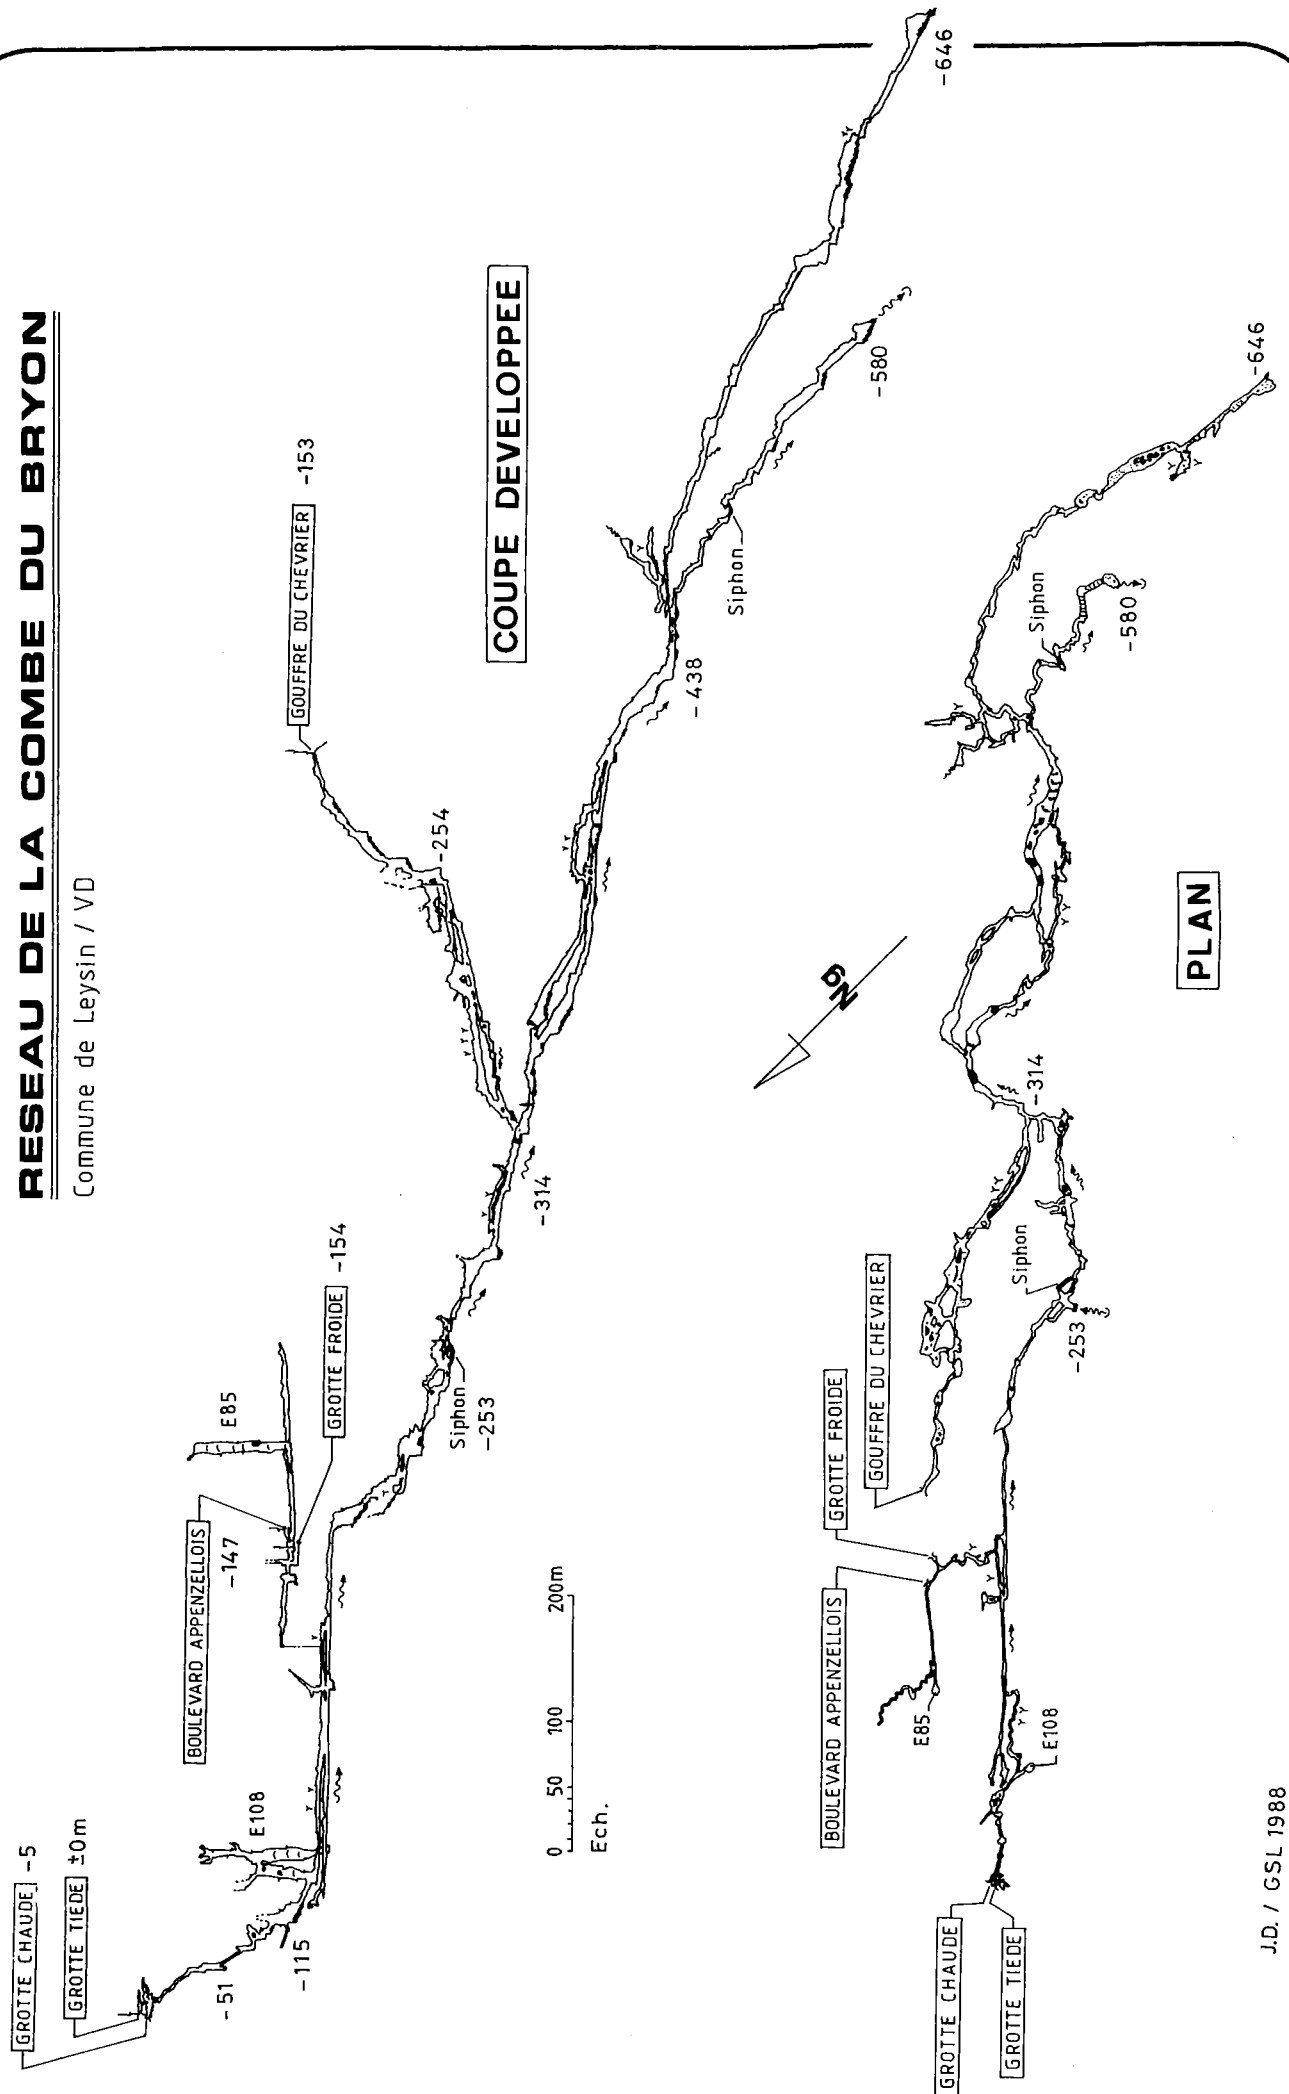 RESEAU DE LA COMBE DU BRYON
Commune de Leysin / VD
COUPE DEVELOPPEE
GROTTE CHAUDE -5
GROTTE TIEDE ±0m
-51
-115
E108
BOULEVARD APPENZELLOIS
-147
E85
GROTTE FROIDE -154
Siphon
-253
-314
GOUFFRE DU CHEVRIER -153
-254
-438
Siphon
-580
-646
Ech.
0 50 100 200m
Ng
PLAN
GROTTE CHAUDE
GROTTE TIEDE
E108
E85
BOULEVARD APPENZELLOIS
GROTTE FROIDE
GOUFFRE DU CHEVRIER
Siphon
-253
-314
Siphon
-580
-646
J.D. / GSL 1988